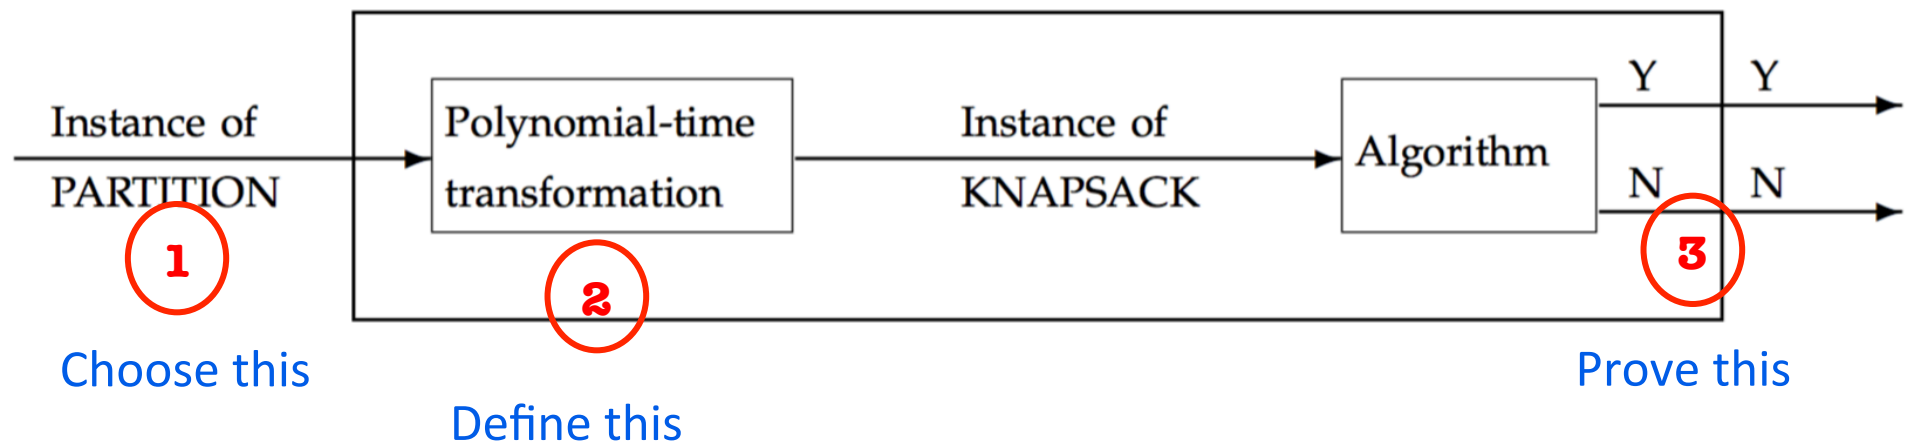 Instance of
PARTITION
1
Choose this
Polynomial-time
transformation
2
Define this
Instance of
KNAPSACK
Algorithm
Y
N
Y
N
3
Prove this